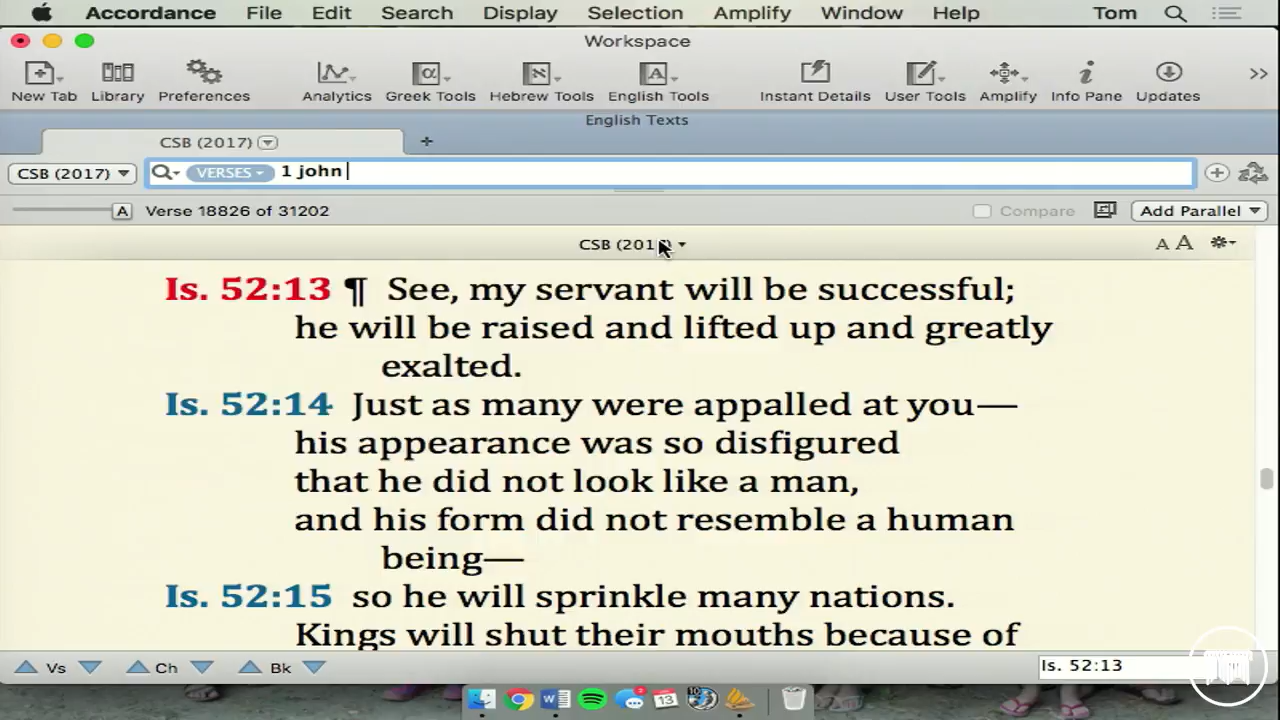 Accordance File Edit Search Display Selection Amplify Window Help Tom
Workspace
New Tab Library Preferences Analytics Greek Tools Hebrew Tools English Tools Instant Details User Tools Amplify Info Pane Updates
English Texts
CSB (2017)
CSB (2017) VERSES 1 john
A Verse 18826 of 31202 Compare Add Parallel
CSB (201 A A
Is. 52:13 ¶ See, my servant will be successful;
he will be raised and lifted up and greatly
exalted.
Is. 52:14 Just as many were appalled at you—
his appearance was so disfigured
that he did not look like a man,
and his form did not resemble a human
being—
Is. 52:15 so he will sprinkle many nations.
Kings will shut their mouths because of
Vs Ch Bk Is. 52:13
13